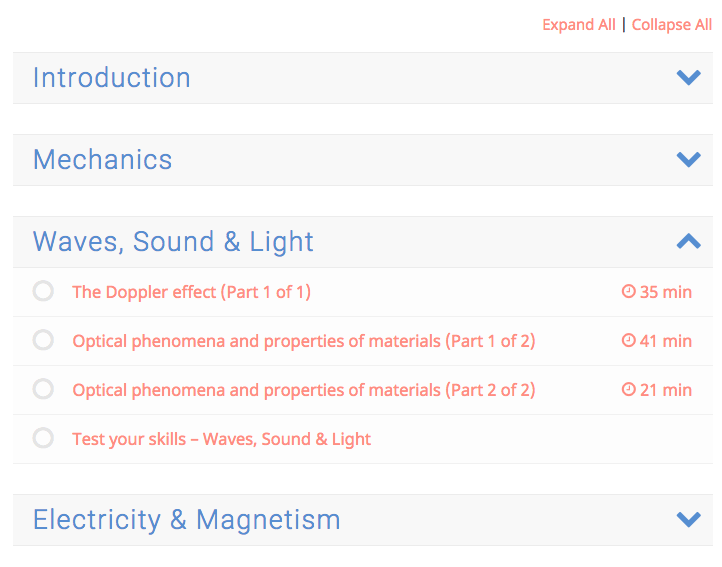 Expand All | Collapse All
Introduction
Mechanics
Waves, Sound & Light
The Doppler effect (Part 1 of 1) 35 min
Optical phenomena and properties of materials (Part 1 of 2) 41 min
Optical phenomena and properties of materials (Part 2 of 2) 21 min
Test your skills – Waves, Sound & Light
Electricity & Magnetism